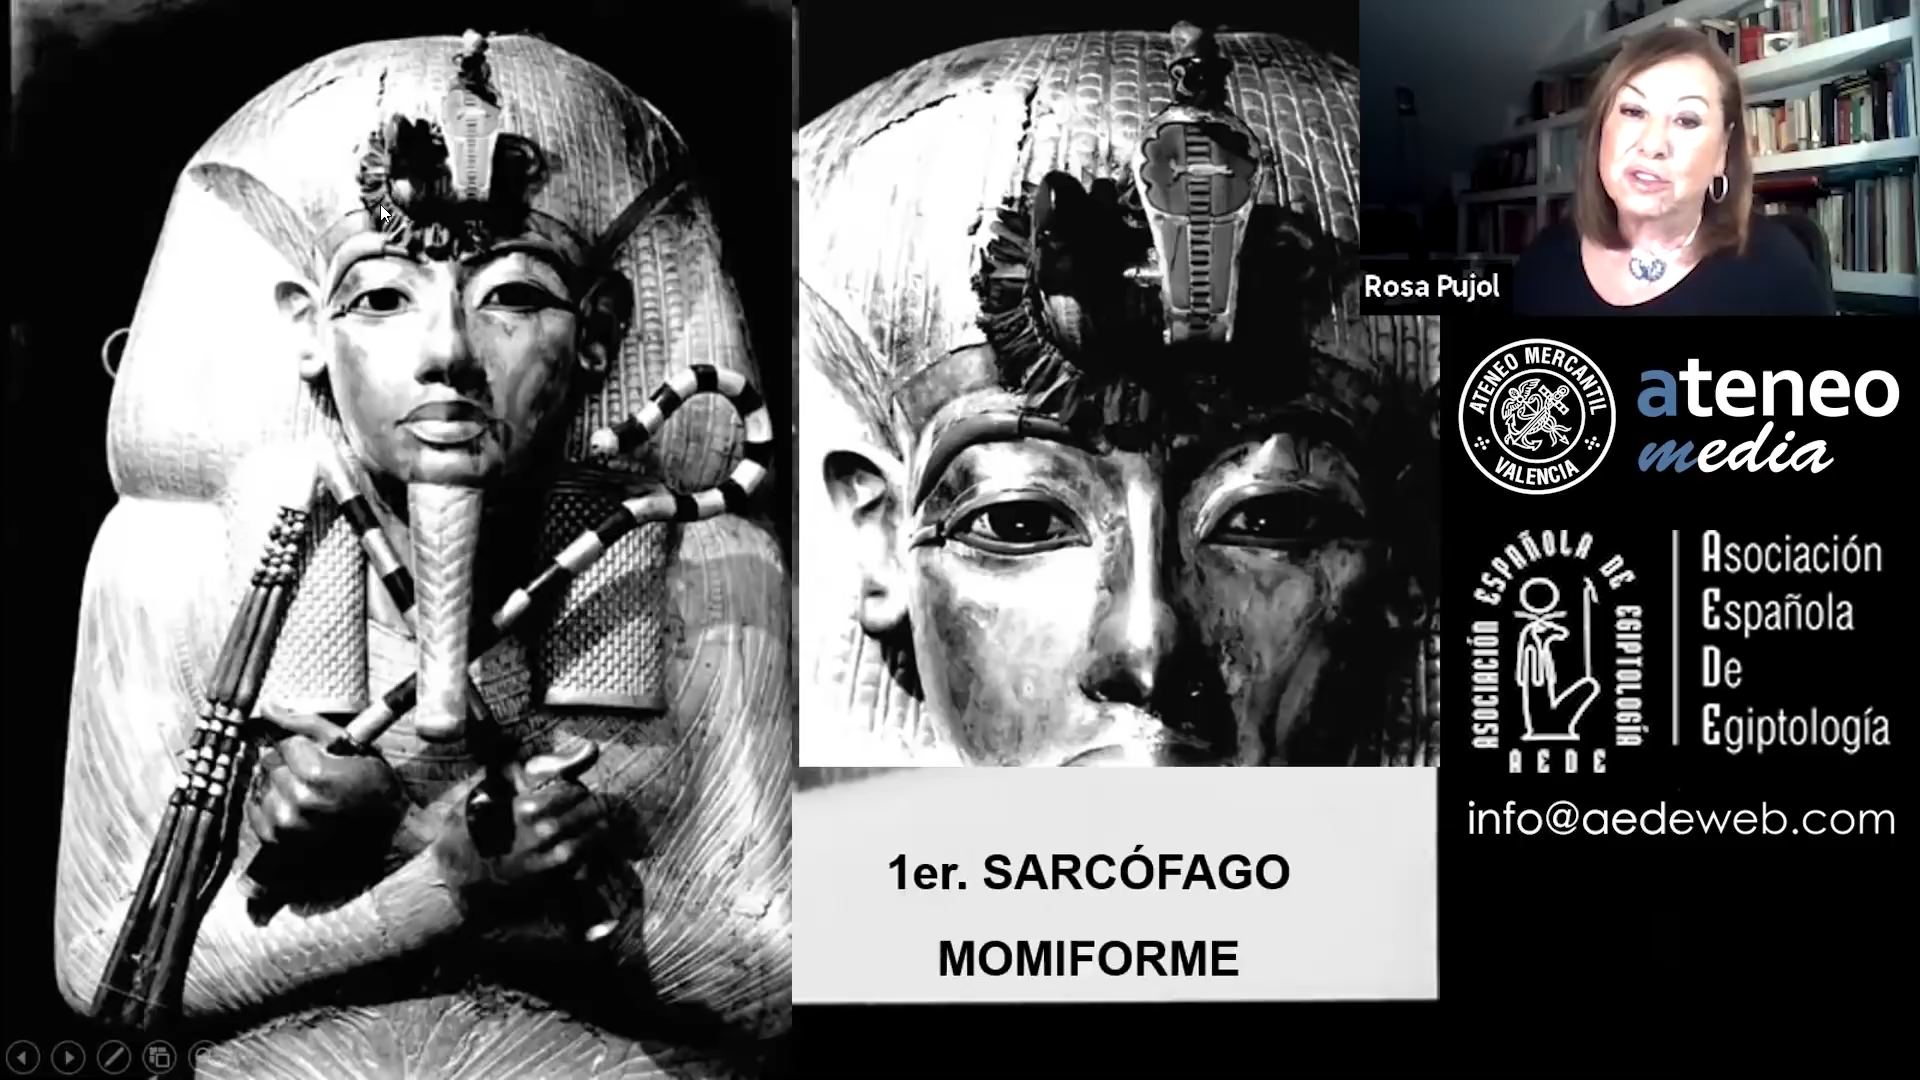 Rosa Pujol
ATENEO MERCANTIL
VALENCIA
ateneo
media
ASOCIACIÓN ESPAÑOLA DE EGIPTOLOGÍA
AEDE
Asociación
Española
De
Egiptología
info@aedeweb.com
1er. SARCÓFAGO
MOMIFORME